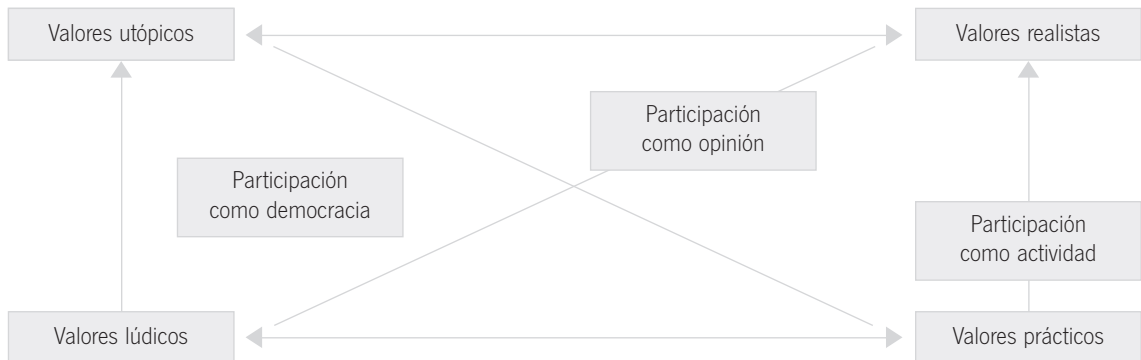 Valores utópicos
Valores realistas
Participación
como opinión
Participación
como democracia
Participación
como actividad
Valores lúdicos
Valores prácticos